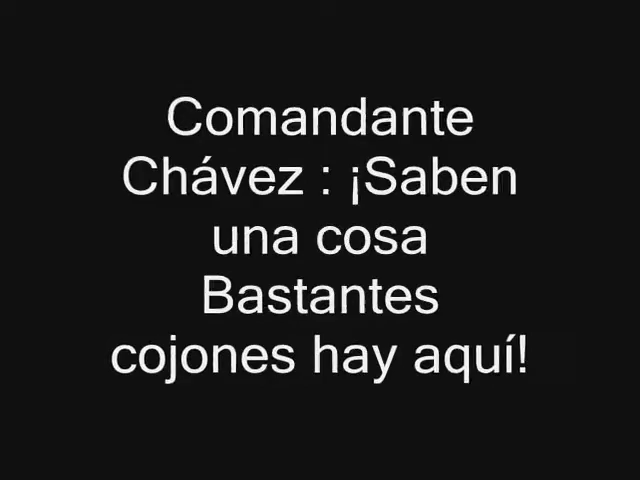 Comandante
Chávez : ¡Saben
una cosa
Bastantes
cojones hay aquí!